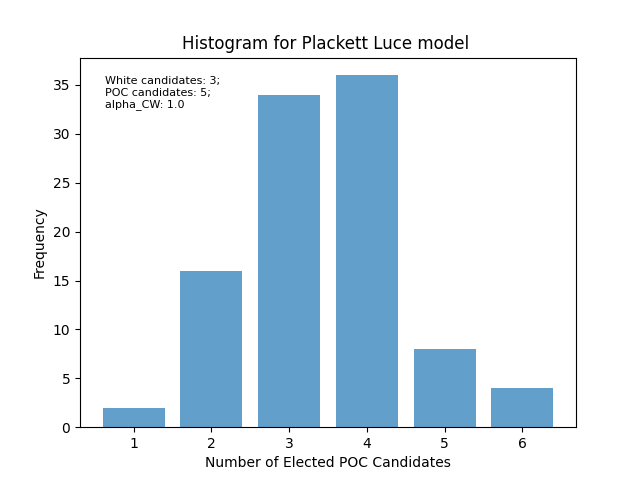 Histogram for Plackett Luce model
White candidates: 3;
POC candidates: 5;
alpha_CW: 1.0
35
30
25
20
15
10
5
0
Frequency
1 2 3 4 5 6
Number of Elected POC Candidates